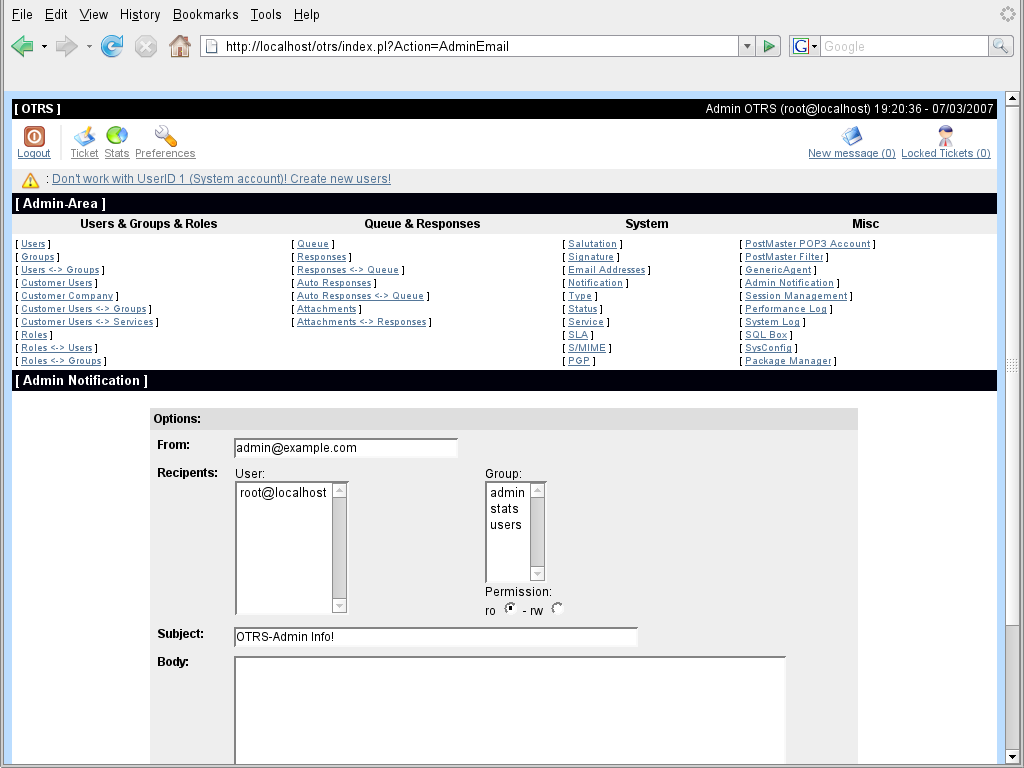 File Edit View History Bookmarks Tools Help
http://localhost/otrs/index.pl?Action=AdminEmail
G Google
[ OTRS ] Admin OTRS (root@localhost) 19:20:36 - 07/03/2007
Logout Ticket Stats Preferences New message (0) Locked Tickets (0)
: Don't work with UserID 1 (System account)! Create new users!
[ Admin-Area ]
Users & Groups & Roles Queue & Responses System Misc
[ Users ] [ Queue ] [ Salutation ] [ PostMaster POP3 Account ]
[ Groups ] [ Responses ] [ Signature ] [ PostMaster Filter ]
[ Users <-> Groups ] [ Responses <-> Queue ] [ Email Addresses ] [ GenericAgent ]
[ Customer Users ] [ Auto Responses ] [ Notification ] [ Admin Notification ]
[ Customer Company ] [ Auto Responses <-> Queue ] [ Type ] [ Session Management ]
[ Customer Users <-> Groups ] [ Attachments ] [ Status ] [ Performance Log ]
[ Customer Users <-> Services ] [ Attachments <-> Responses ] [ Service ] [ System Log ]
[ Roles ] [ SLA ] [ SQL Box ]
[ Roles <-> Users ] [ S/MIME ] [ SysConfig ]
[ Roles <-> Groups ] [ PGP ] [ Package Manager ]
[ Admin Notification ]
Options:
From: admin@example.com
Recipents: User: Group:
root@localhost admin
stats
users
Permission:
ro - rw
Subject: OTRS-Admin Info!
Body: